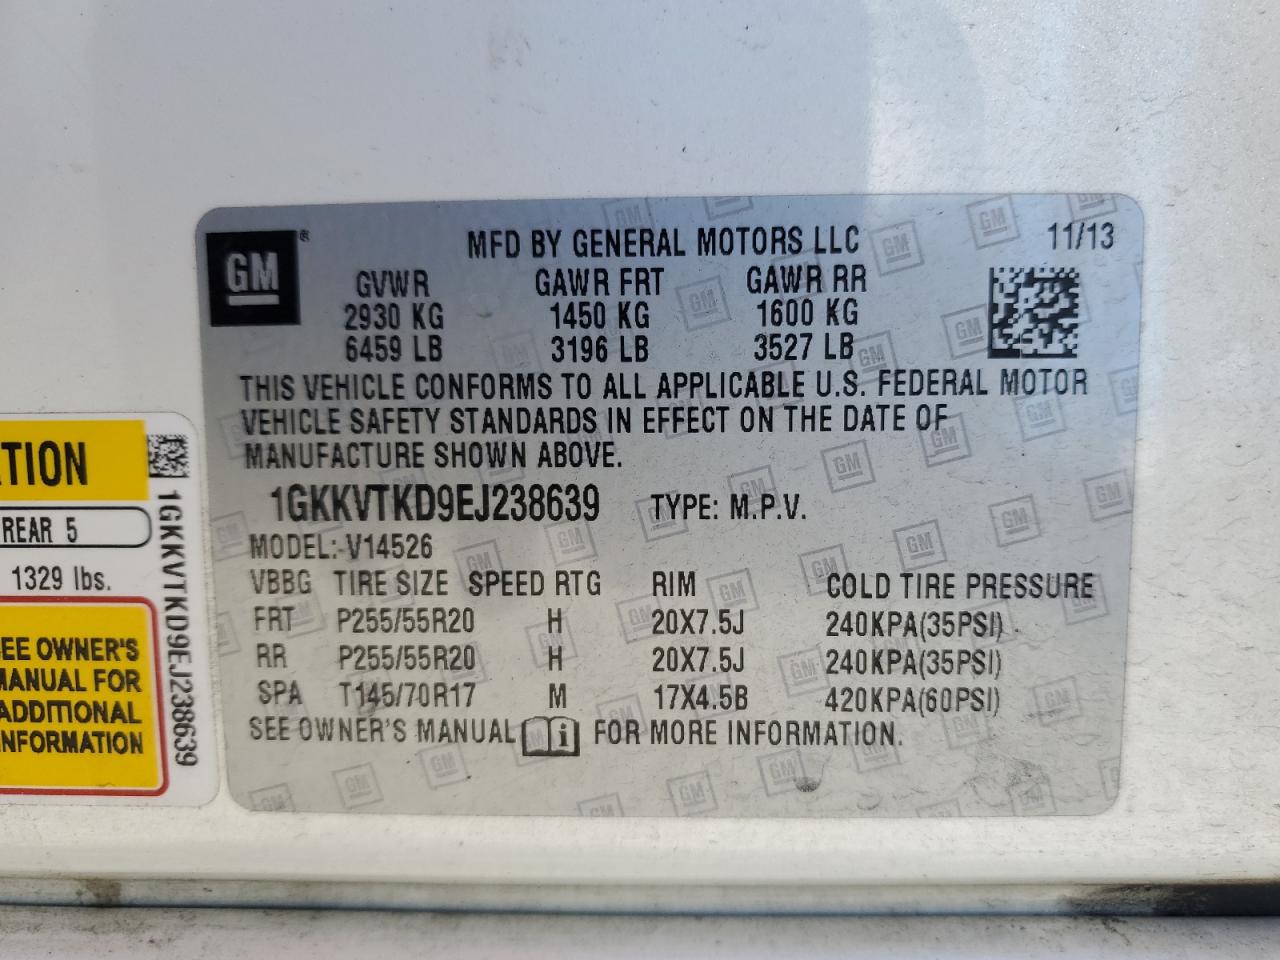 GM ®
MFD BY GENERAL MOTORS LLC 11/13
GVWR GAWR FRT GAWR RR
2930 KG 1450 KG 1600 KG
6459 LB 3196 LB 3527 LB
THIS VEHICLE CONFORMS TO ALL APPLICABLE U.S. FEDERAL MOTOR
VEHICLE SAFETY STANDARDS IN EFFECT ON THE DATE OF
MANUFACTURE SHOWN ABOVE.
1GKKVTKD9EJ238639 TYPE: M.P.V.
MODEL: V14526
VBBG TIRE SIZE SPEED RTG RIM COLD TIRE PRESSURE
FRT P255/55R20 H 20X7.5J 240KPA(35PSI)
RR P255/55R20 H 20X7.5J 240KPA(35PSI)
SPA T145/70R17 M 17X4.5B 420KPA(60PSI)
SEE OWNER'S MANUAL i FOR MORE INFORMATION.
TION
REAR 5
1329 lbs.
EE OWNER'S
MANUAL FOR
ADDITIONAL
NFORMATION
1GKKVTKD9EJ238639